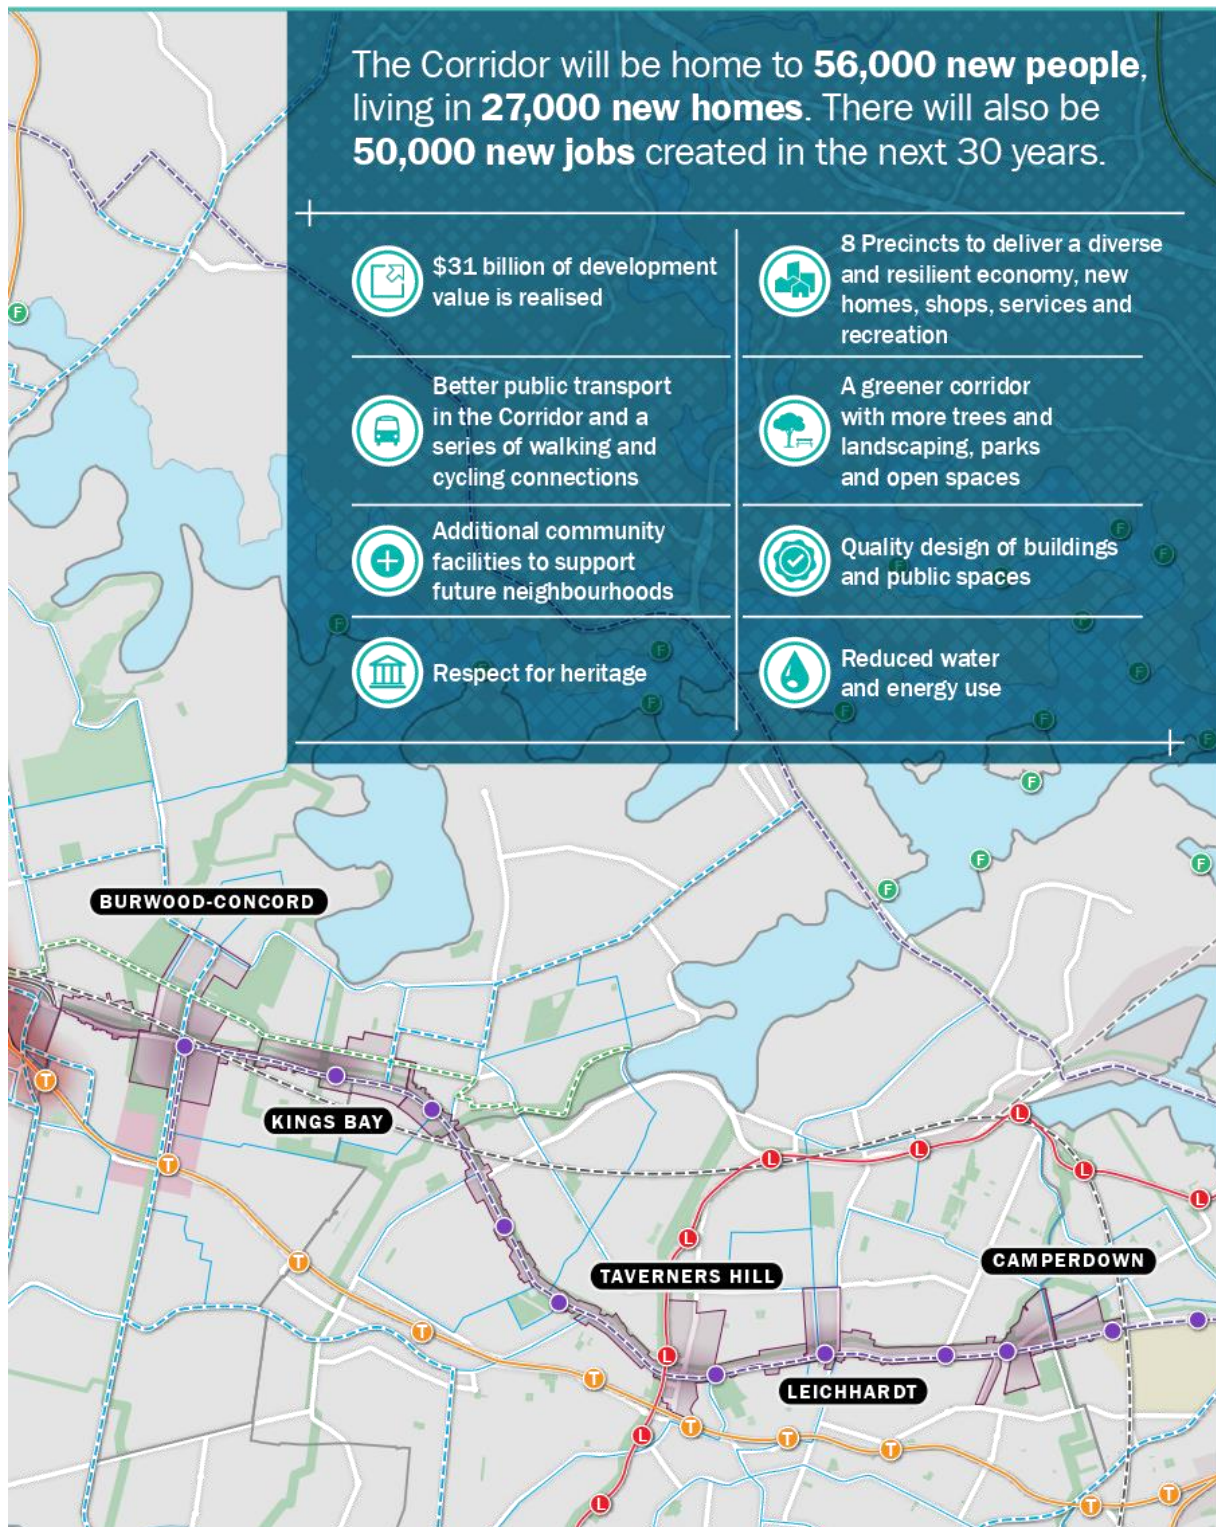 The Corridor will be home to 56,000 new people,
living in 27,000 new homes. There will also be
50,000 new jobs created in the next 30 years.
$31 billion of development
value is realised
8 Precincts to deliver a diverse
and resilient economy, new
homes, shops, services and
recreation
Better public transport
in the Corridor and a
series of walking and
cycling connections
A greener corridor
with more trees and
landscaping, parks
and open spaces
Additional community
facilities to support
future neighbourhoods
Quality design of buildings
and public spaces
Respect for heritage
Reduced water
and energy use
F
F
F
F
F
BURWOOD-CONCORD
KINGS BAY
TAVERNERS HILL
CAMPERDOWN
LEICHHARDT
T
T
T
T
T
T
T
T
T
T
L
L
L
L
L
L
L
L
L